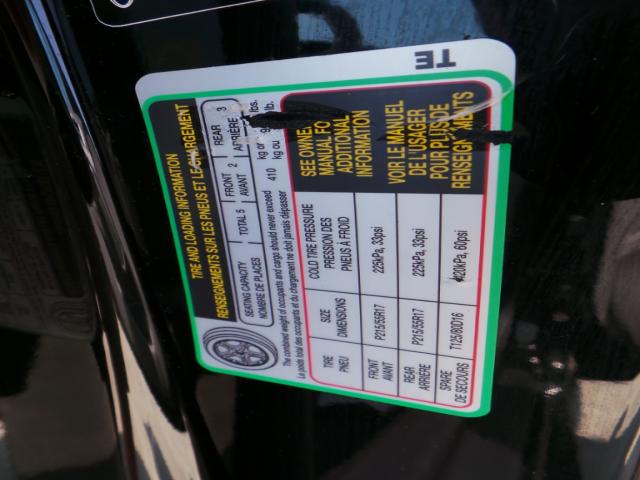 TIRE AND LOADING INFORMATION
RENSEIGNEMENTS SUR LES PNEUS ET LE CHARGEMENT
SEATING CAPACITY
NOMBRE DE PLACES
TOTAL 5
FRONT 2
AVANT
REAR 3
ARRIÈRE
The combined weight of occupants and cargo should never exceed
Le poids total des occupants et du chargement ne doit jamais dépasser
410
kg or
kg ou
lbs.
lb.
TIRE
PNEU
SIZE
DIMENSIONS
COLD TIRE PRESSURE
PRESSION DES
PNEUS À FROID
FRONT
AVANT
P215/55R17
225kPa, 33psi
REAR
ARRIÈRE
P215/55R17
225kPa, 33psi
SPARE
DE SECOURS
T125/80D16
420kPa, 60psi
SEE OWNE
MANUAL FO
ADDITIONAL
INFORMATION
VOIR LE MANUEL
DE L'USAGER
POUR PLUS DE
RENSEIGNEMENTS